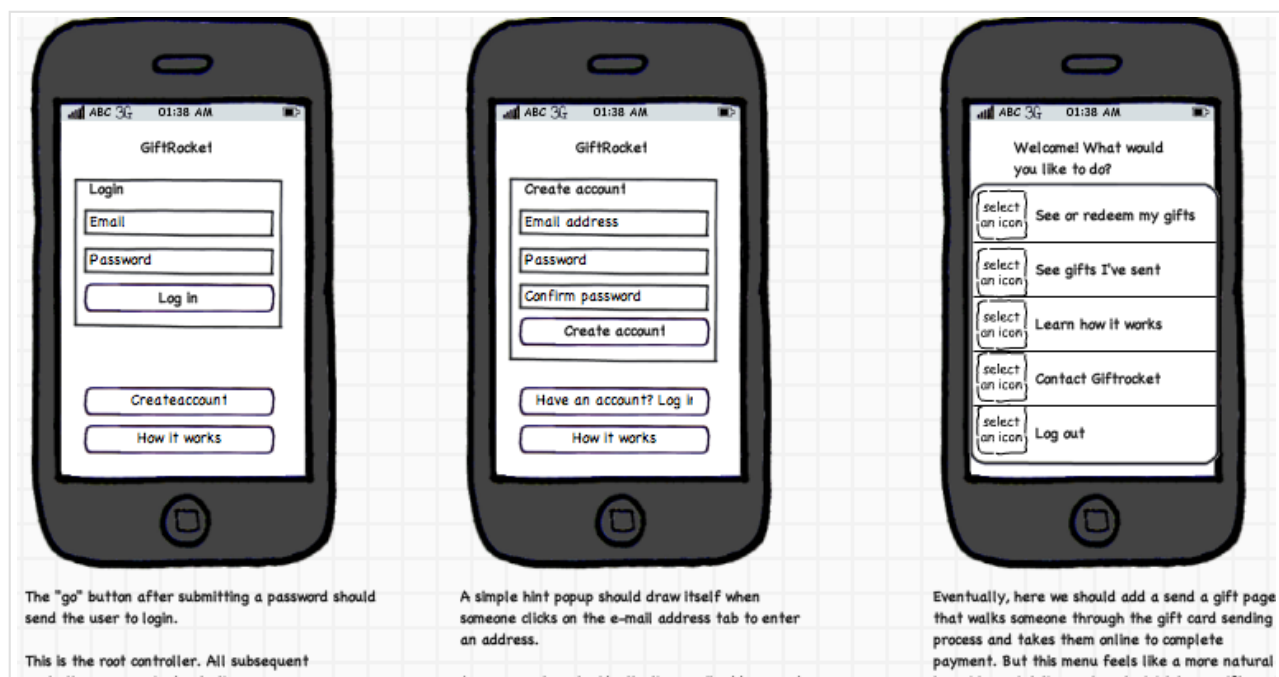 ABC 3G 01:38 AM
GiftRocket
Login
Email
Password
Log in
Createaccount
How it works
The "go" button after submitting a password should
send the user to login.
This is the root controller. All subsequent
ABC 3G 01:38 AM
GiftRocket
Create account
Email address
Password
Confirm password
Create account
Have an account? Log
How it works
A simple hint popup should draw itself when
someone clicks on the e-mail address tab to enter
an address.
ABC 3G 01:38 AM
Welcome! What would
you like to do?
select
an icon
See or redeem my gifts
select
an icon
See gifts I've sent
select
an icon
Learn how it works
select
an icon
Contact Giftrocket
select
an icon
Log out
Eventually, here we should add a send a gift page
that walks someone through the gift card sending
process and takes them online to complete
payment. But this menu feels like a more natural